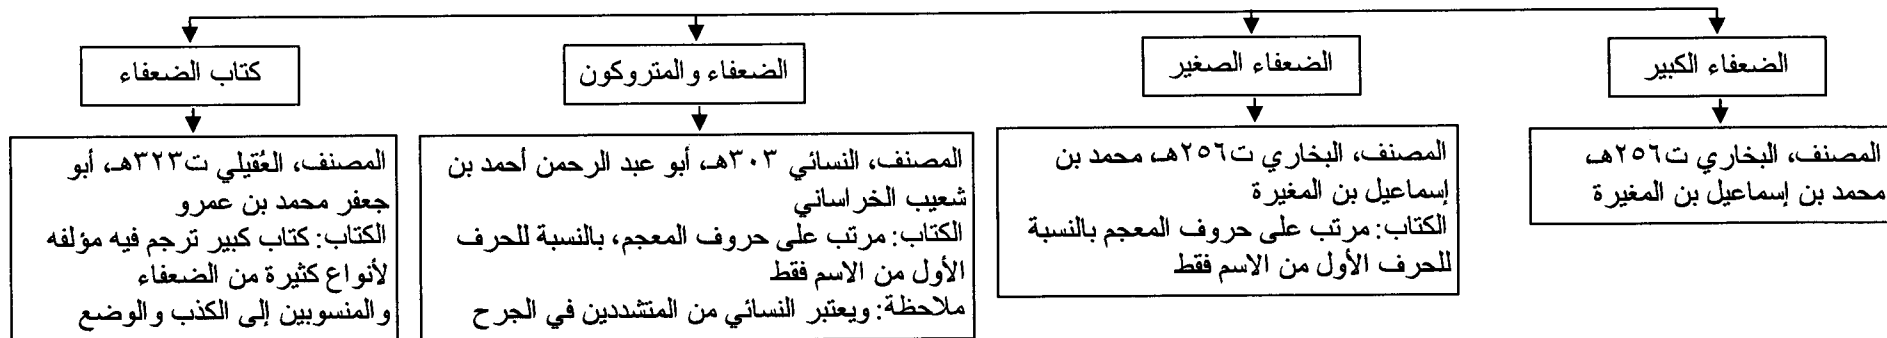 الضعفاء الكبير
المصنف، البخاري ت٢٥٦هـ،
محمد بن إسماعيل بن المغيرة
الضعفاء الصغير
المصنف، البخاري ت٢٥٦هـ، محمد بن
إسماعيل بن المغيرة
الكتاب: مرتب على حروف المعجم بالنسبة
للحرف الأول من الاسم فقط
الضعفاء والمتروكون
المصنف، النسائي ٣٠٣هـ، أبو عبد الرحمن أحمد بن
شعيب الخراساني
الكتاب: مرتب على حروف المعجم، بالنسبة للحرف
الأول من الاسم فقط
ملاحظة: ويعتبر النسائي من المتشددين في الجرح
كتاب الضعفاء
المصنف، العُقيلي ت٣٢٣هـ، أبو
جعفر محمد بن عمرو
الكتاب: كتاب كبير ترجم فيه مؤلفه
لأنواع كثيرة من الضعفاء
والمنسوبين إلى الكذب والوضع